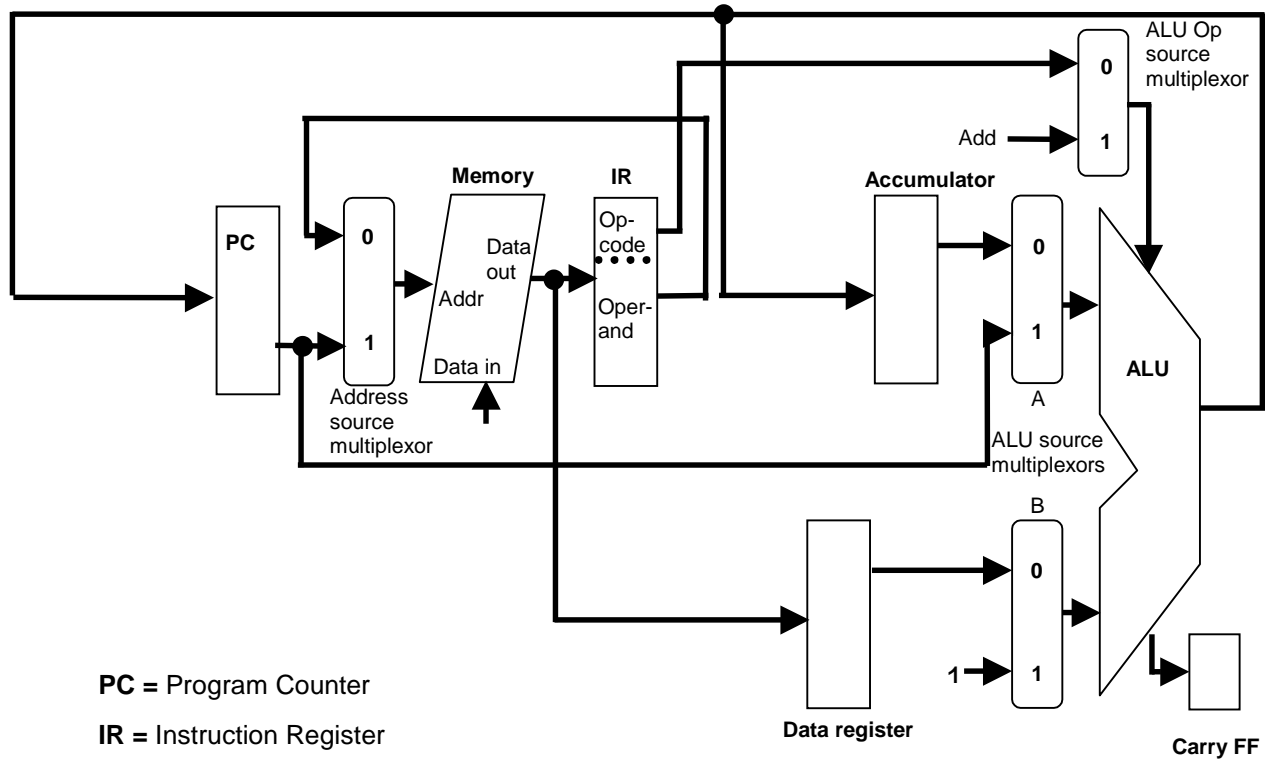 ALU Op
source
multiplexor
0
Add
1
Memory
IR
Accumulator
PC
0
1
Address
source
multiplexor
Data
out
Addr
Data in
Op-
code
Oper-
and
0
1
A
ALU
ALU source
multiplexors
B
0
1
1
Data register
Carry FF
PC = Program Counter
IR = Instruction Register